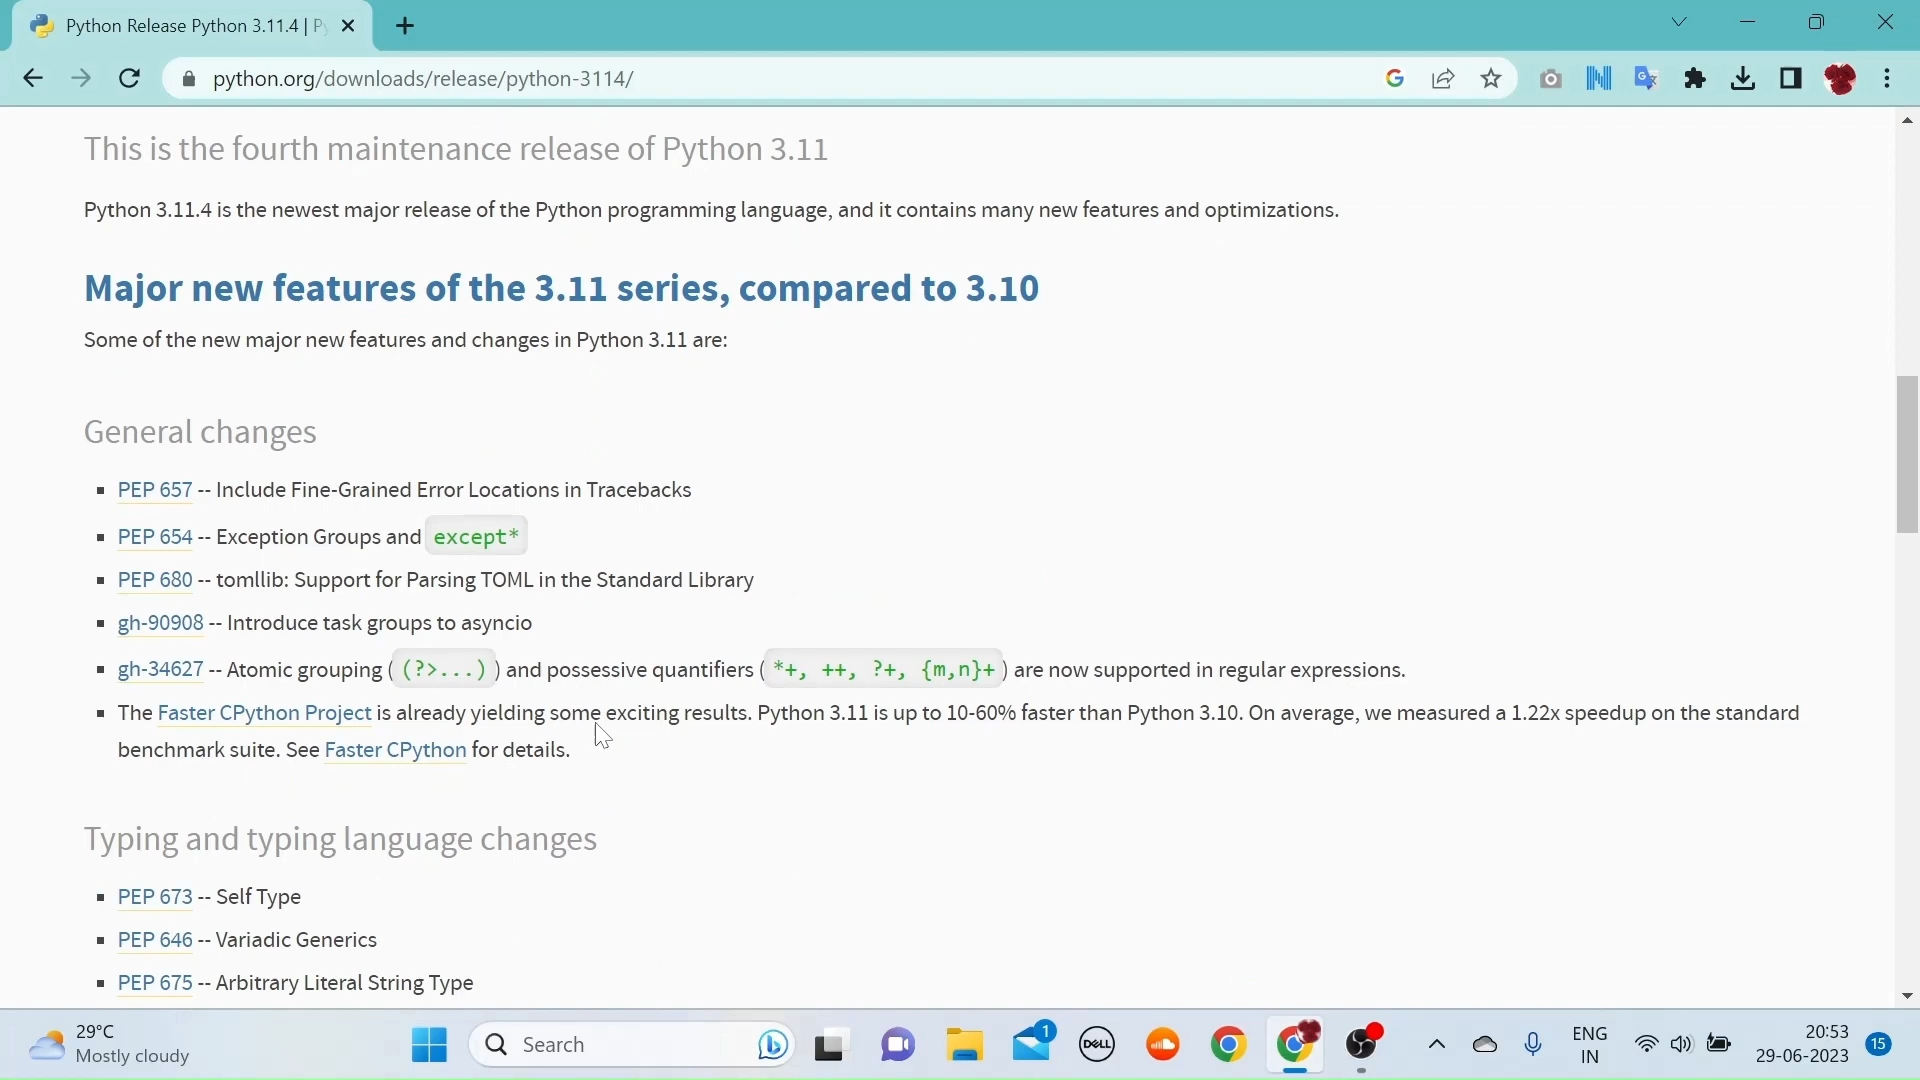 Python Release Python 3.11.4 | P
python.org/downloads/release/python-3114/
This is the fourth maintenance release of Python 3.11
Python 3.11.4 is the newest major release of the Python programming language, and it contains many new features and optimizations.
Major new features of the 3.11 series, compared to 3.10
Some of the new major new features and changes in Python 3.11 are:
General changes
PEP 657 -- Include Fine-Grained Error Locations in Tracebacks
PEP 654 -- Exception Groups and except*
PEP 680 -- tomllib: Support for Parsing TOML in the Standard Library
gh-90908 -- Introduce task groups to asyncio
gh-34627 -- Atomic grouping ((?>...)) and possessive quantifiers (*+, ++, ?+, {m,n}+) are now supported in regular expressions.
The Faster CPython Project is already yielding some exciting results. Python 3.11 is up to 10-60% faster than Python 3.10. On average, we measured a 1.22x speedup on the standard
benchmark suite. See Faster CPython for details.
Typing and typing language changes
PEP 673 -- Self Type
PEP 646 -- Variadic Generics
PEP 675 -- Arbitrary Literal String Type
29°C
Mostly cloudy
Search
1
DELL
ENG
IN
20:53
29-06-2023
15